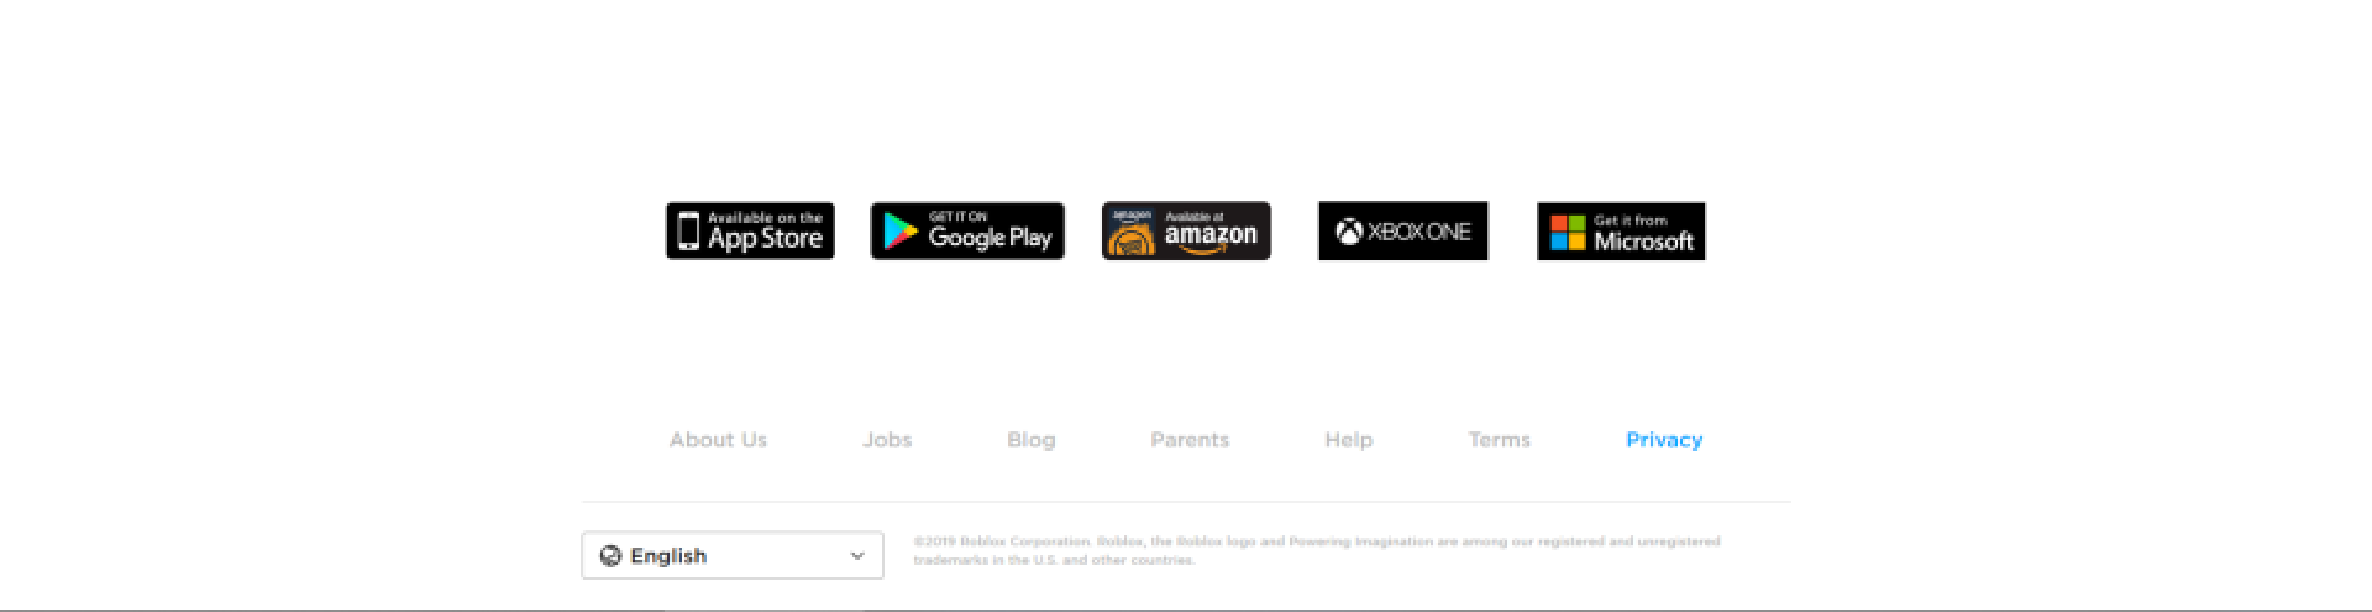 Available on the
App Store
GET IT ON
Google Play
amazon
Available at
amazon
XBOX ONE
Get it from
Microsoft
About Us
Jobs
Blog
Parents
Help
Terms
Privacy
English
©2019 Roblox Corporation. Roblox, the Roblox logo and Powering Imagination are among our registered and unregistered
trademarks in the U.S. and other countries.